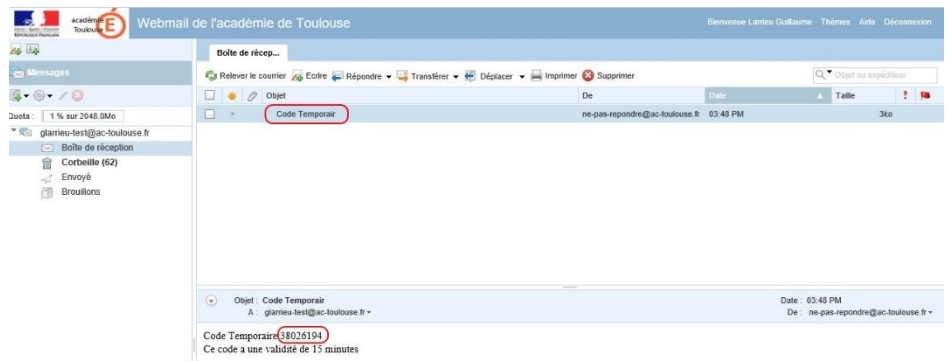 académie
Toulouse
Webmail de l'académie de Toulouse
Bienvenue Larrieu Guillaume Thèmes Aide Déconnexion
Boîte de récep...
Messages
Relever le courrier Ecrire Répondre Transférer Déplacer Imprimer Supprimer
Objet ou expéditeur
Objet De Date Taille
Quota : 1 % sur 2048.0Mo
Code Temporair ne-pas-repondre@ac-toulouse.fr 03:48 PM 3ko
glarrieu-test@ac-toulouse.fr
Boîte de réception
Corbeille (62)
Envoyé
Brouillons
Objet : Code Temporair Date : 03:48 PM
A : glarrieu-test@ac-toulouse.fr De : ne-pas-repondre@ac-toulouse.fr
Code Temporaire 38026194
Ce code a une validité de 15 minutes